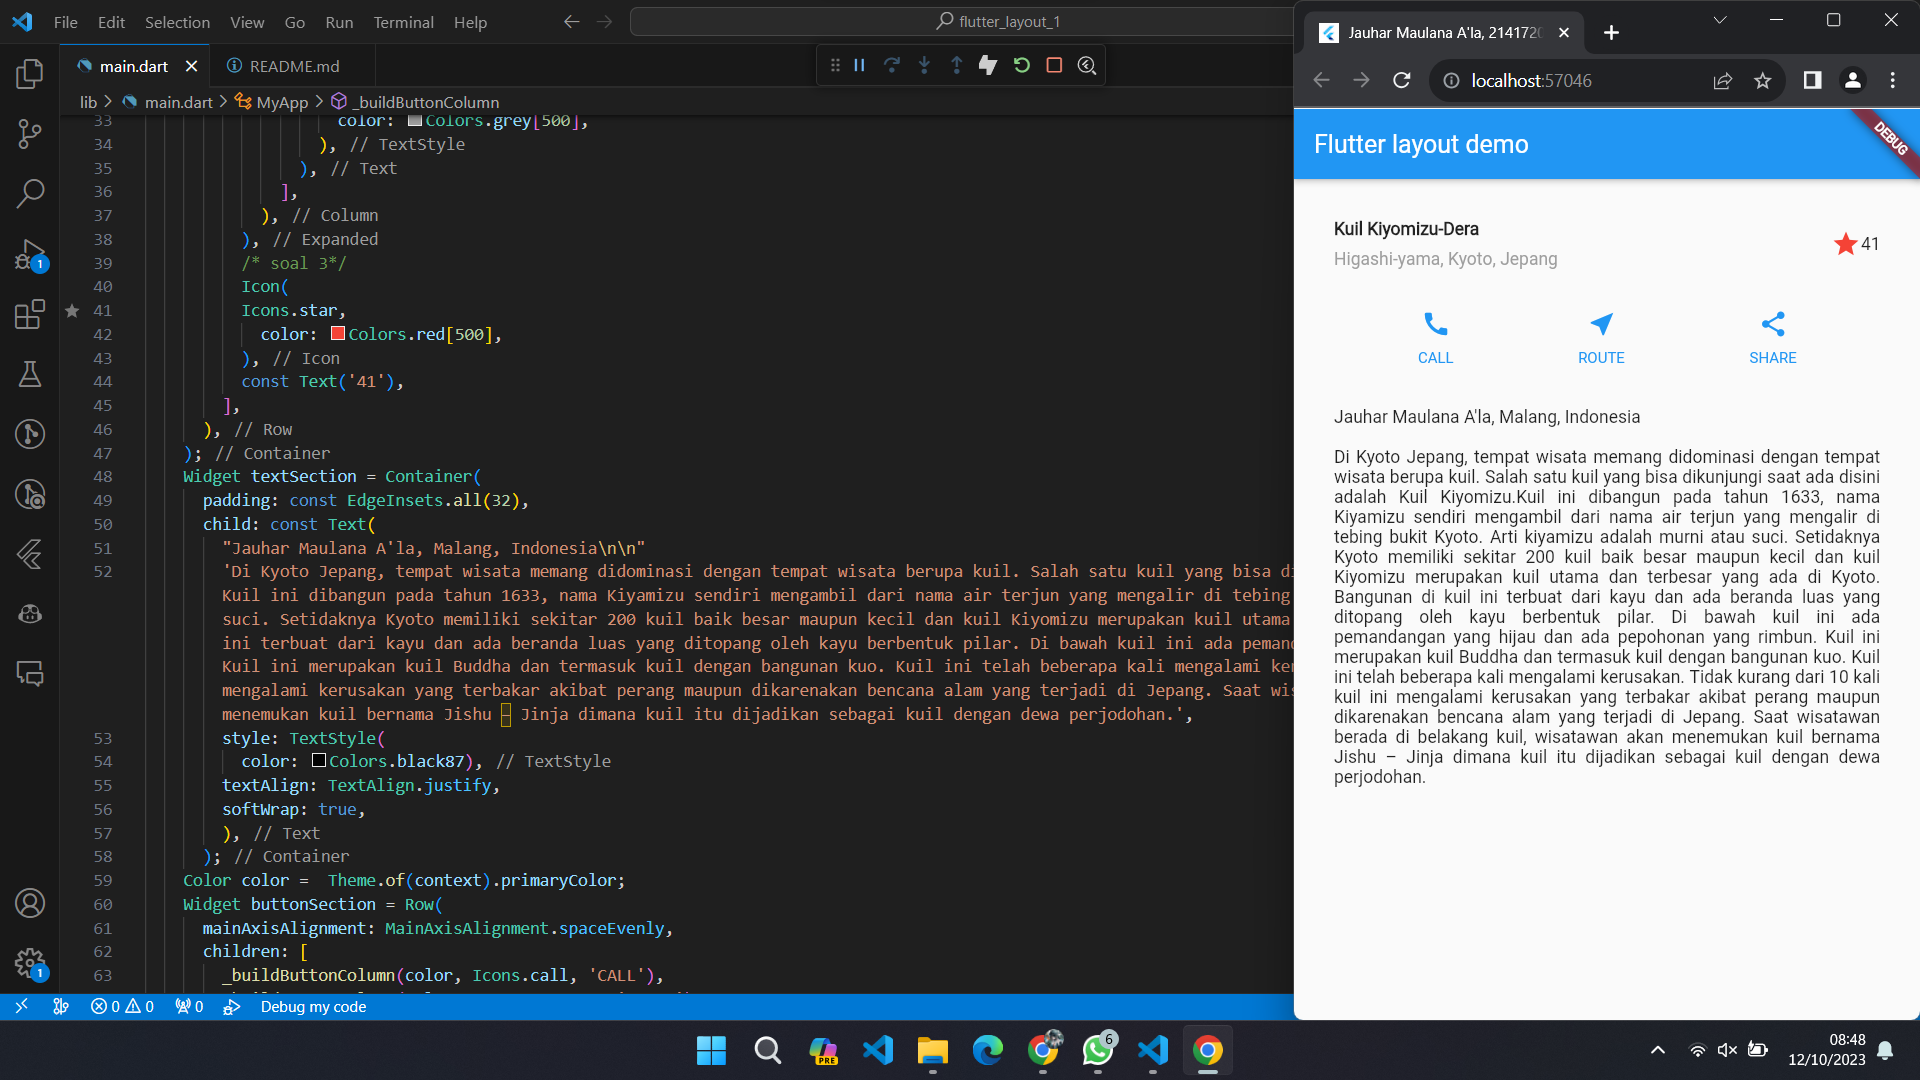 File Edit Selection View Go Run Terminal Help
flutter_layout_1
main.dart
README.md
lib > main.dart > MyApp > _buildButtonColumn
33 color: Colors.grey[500],
34 ), // TextStyle
35 ), // Text
36 ],
37 ), // Column
38 ), // Expanded
39 /* soal 3*/
40 Icon(
41 Icons.star,
42 color: Colors.red[500],
43 ), // Icon
44 const Text('41'),
45 ],
46 ), // Row
47 ); // Container
48 Widget textSection = Container(
49 padding: const EdgeInsets.all(32),
50 child: const Text(
51 "Jauhar Maulana A'la, Malang, Indonesia\n\n"
52 'Di Kyoto Jepang, tempat wisata memang didominasi dengan tempat wisata berupa kuil. Salah satu kuil yang bisa di
Kuil ini dibangun pada tahun 1633, nama Kiyamizu sendiri mengambil dari nama air terjun yang mengalir di tebing
suci. Setidaknya Kyoto memiliki sekitar 200 kuil baik besar maupun kecil dan kuil Kiyomizu merupakan kuil utama
ini terbuat dari kayu dan ada beranda luas yang ditopang oleh kayu berbentuk pilar. Di bawah kuil ini ada peman
Kuil ini merupakan kuil Buddha dan termasuk kuil dengan bangunan kuo. Kuil ini telah beberapa kali mengalami ke
mengalami kerusakan yang terbakar akibat perang maupun dikarenakan bencana alam yang terjadi di Jepang. Saat wis
menemukan kuil bernama Jishu – Jinja dimana kuil itu dijadikan sebagai kuil dengan dewa perjodohan.',
53 style: TextStyle(
54 color: Colors.black87), // TextStyle
55 textAlign: TextAlign.justify,
56 softWrap: true,
57 ), // Text
58 ); // Container
59 Color color = Theme.of(context).primaryColor;
60 Widget buttonSection = Row(
61 mainAxisAlignment: MainAxisAlignment.spaceEvenly,
62 children: [
63 _buildButtonColumn(color, Icons.call, 'CALL'),
1
1
0 0 0 Debug my code
Jauhar Maulana A'la, 214172
localhost:57046
Flutter layout demo
DEBUG
Kuil Kiyomizu-Dera
Higashi-yama, Kyoto, Jepang
41
CALL ROUTE SHARE
Jauhar Maulana A'la, Malang, Indonesia
Di Kyoto Jepang, tempat wisata memang didominasi dengan tempat
wisata berupa kuil. Salah satu kuil yang bisa dikunjungi saat ada disini
adalah Kuil Kiyomizu.Kuil ini dibangun pada tahun 1633, nama
Kiyamizu sendiri mengambil dari nama air terjun yang mengalir di
tebing bukit Kyoto. Arti kiyamizu adalah murni atau suci. Setidaknya
Kyoto memiliki sekitar 200 kuil baik besar maupun kecil dan kuil
Kiyomizu merupakan kuil utama dan terbesar yang ada di Kyoto.
Bangunan di kuil ini terbuat dari kayu dan ada beranda luas yang
ditopang oleh kayu berbentuk pilar. Di bawah kuil ini ada
pemandangan yang hijau dan ada pepohonan yang rimbun. Kuil ini
merupakan kuil Buddha dan termasuk kuil dengan bangunan kuo. Kuil
ini telah beberapa kali mengalami kerusakan. Tidak kurang dari 10 kali
kuil ini mengalami kerusakan yang terbakar akibat perang maupun
dikarenakan bencana alam yang terjadi di Jepang. Saat wisatawan
berada di belakang kuil, wisatawan akan menemukan kuil bernama
Jishu – Jinja dimana kuil itu dijadikan sebagai kuil dengan dewa
perjodohan.
PRE
6
08:48
12/10/2023